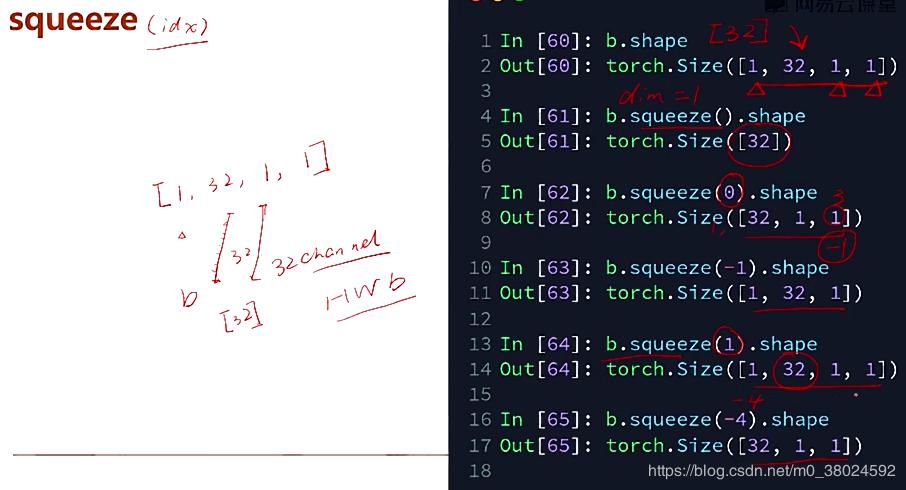 squeeze (idx)
[1, 32, 1, 1]
32
32 channel
b
[32]
HWb
网易云课堂
[32]
1 In [60]: b.shape
2 Out[60]: torch.Size([1, 32, 1, 1])
3
dim = 1
4 In [61]: b.squeeze().shape
5 Out[61]: torch.Size([32])
6
7 In [62]: b.squeeze(0).shape
3
8 Out[62]: torch.Size([32, 1, 1])
1,
9
-1
10 In [63]: b.squeeze(-1).shape
11 Out[63]: torch.Size([1, 32, 1])
12
13 In [64]: b.squeeze(1).shape
14 Out[64]: torch.Size([1, 32, 1, 1])
15
-4
16 In [65]: b.squeeze(-4).shape
17 Out[65]: torch.Size([32, 1, 1])
18
https://blog.csdn.net/m0_38024592